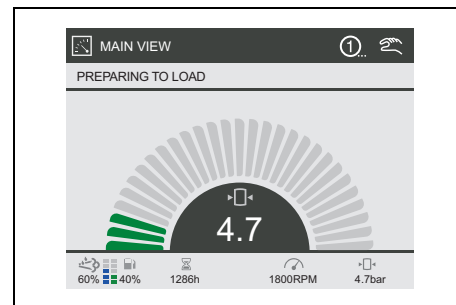 MAIN VIEW
1...
PREPARING TO LOAD
4.7
60% 40% 1286h 1800RPM 4.7bar